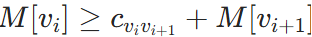 M[v_i] ≥ c_{v_i v_{i+1}} + M[v_{i+1}]